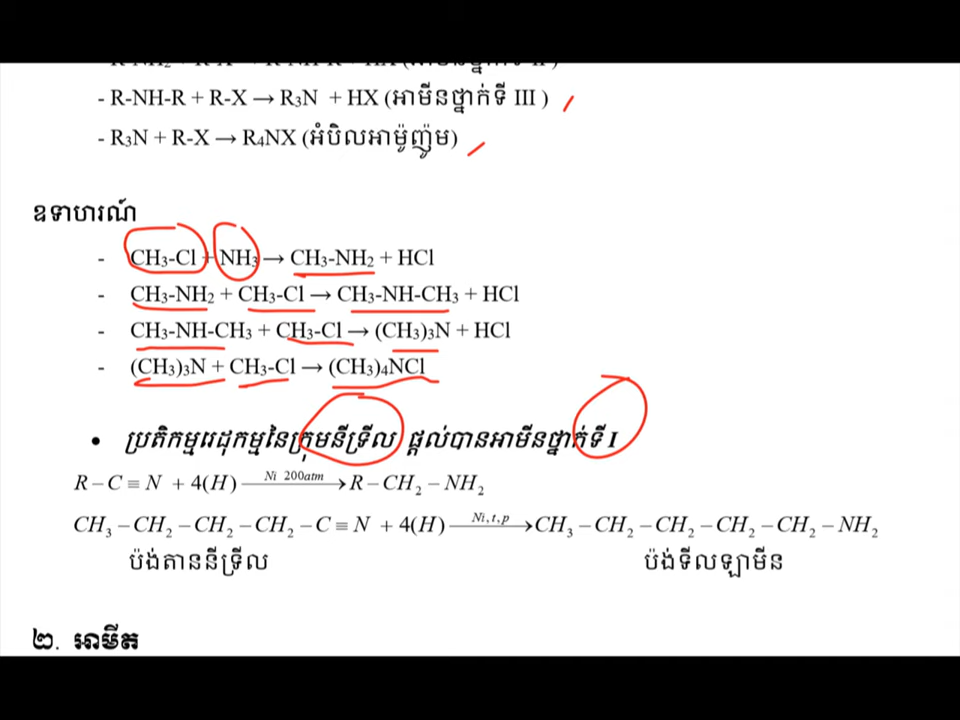 - R-NH-R + R-X → R₃N + HX (អាមីនថ្នាក់ទី III )
- R₃N + R-X → R₄NX (អំបិលអាម៉ូញ៉ូម)
ឧទាហរណ៍
- CH₃-Cl + NH₃ → CH₃-NH₂ + HCl
- CH₃-NH₂ + CH₃-Cl → CH₃-NH-CH₃ + HCl
- CH₃-NH-CH₃ + CH₃-Cl → (CH₃)₃N + HCl
- (CH₃)₃N + CH₃-Cl → (CH₃)₄NCl
• ប្រតិកម្មរេដុកម្មនៃក្រុមនីទ្រីល ផ្តល់បានអាមីនថ្នាក់ទី I
R – C ≡ N + 4(H) —Ni 200atm→ R – CH₂ – NH₂
CH₃ – CH₂ – CH₂ – CH₂ – C ≡ N + 4(H) —Ni, t, p→ CH₃ – CH₂ – CH₂ – CH₂ – CH₂ – NH₂
ប៉ង់តាននីទ្រីល ប៉ង់ទីលឡាមីន
២. អាមីត